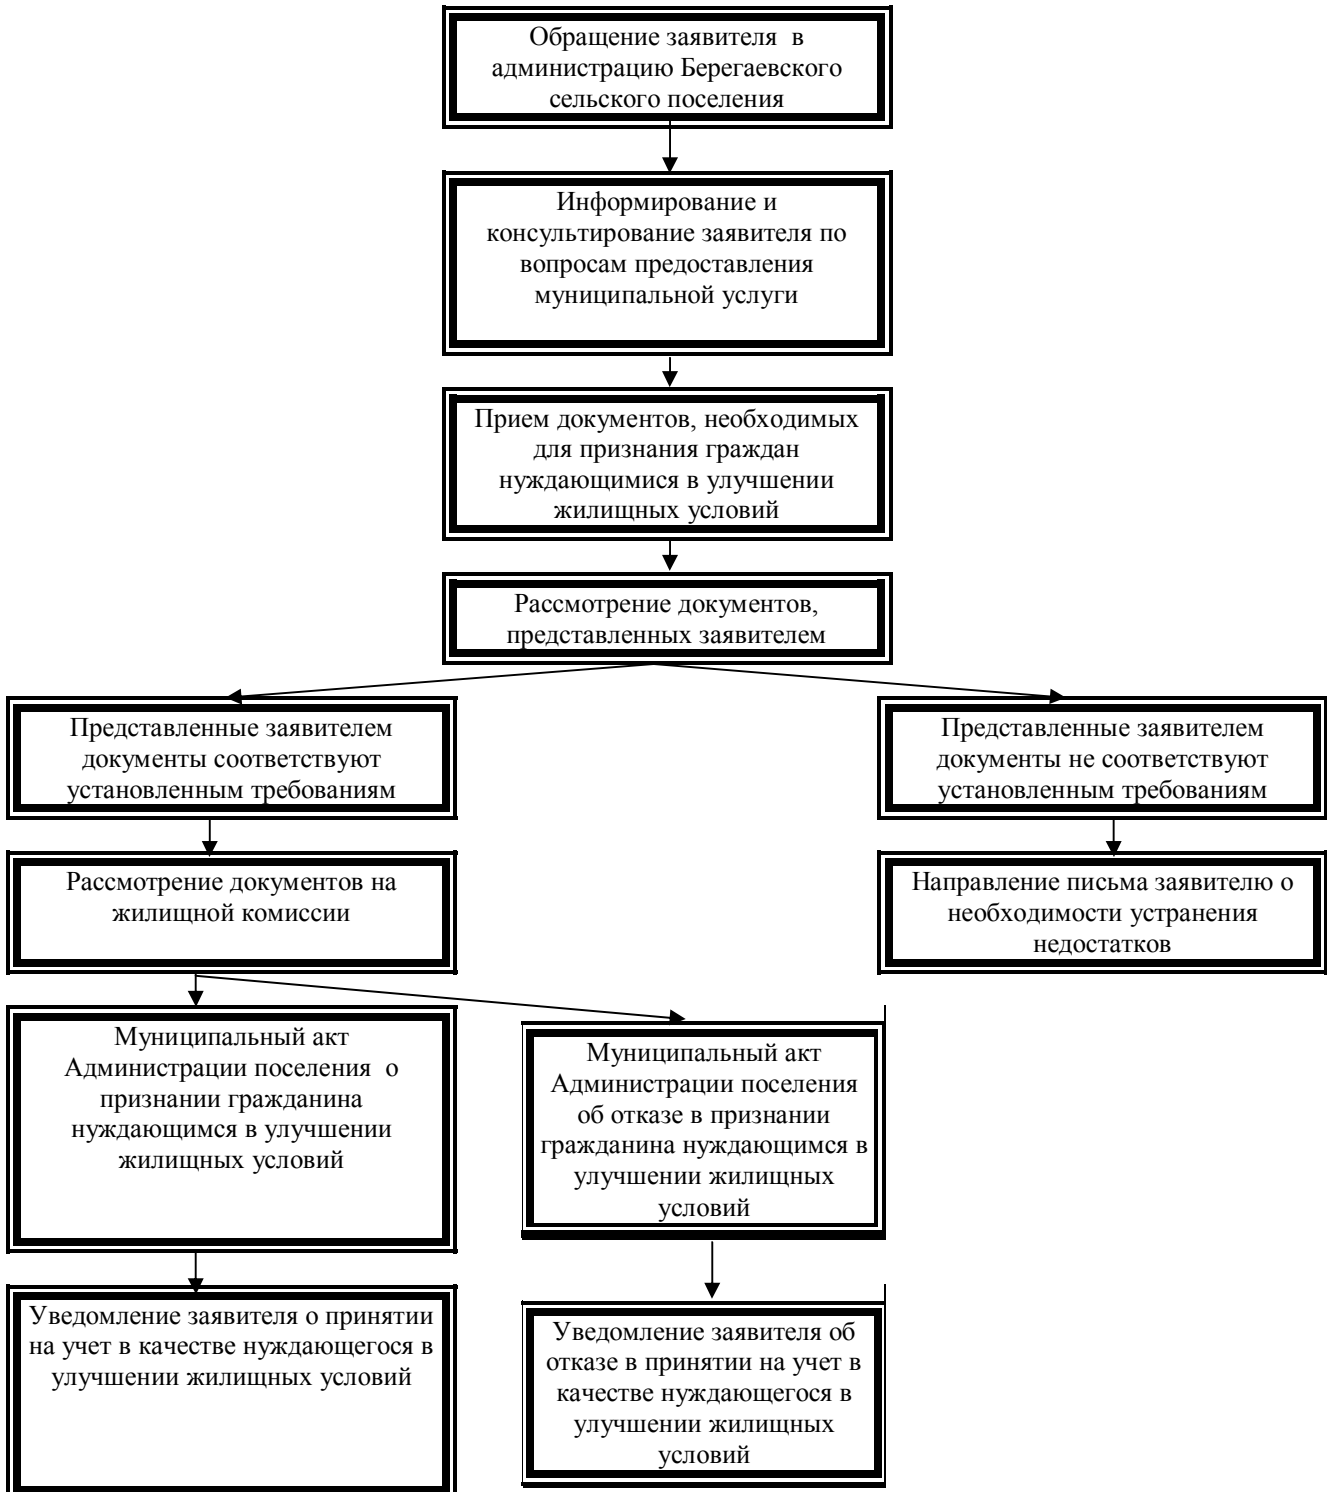 Обращение заявителя  в
администрацию Берегаевского
сельского поселения
Информирование и
консультирование заявителя по
вопросам предоставления
муниципальной услуги
Прием документов, необходимых
для признания граждан
нуждающимися в улучшении
жилищных условий
Рассмотрение документов,
представленных заявителем
Представленные заявителем
документы соответствуют
установленным требованиям
Представленные заявителем
документы не соответствуют
установленным требованиям
Рассмотрение документов на
жилищной комиссии
Направление письма заявителю о
необходимости устранения
недостатков
Муниципальный акт
Администрации поселения  о
признании гражданина
нуждающимся в улучшении
жилищных условий
Муниципальный акт
Администрации поселения
об отказе в признании
гражданина нуждающимся в
улучшении жилищных
условий
Уведомление заявителя о принятии
на учет в качестве нуждающегося в
улучшении жилищных условий
Уведомление заявителя об
отказе в принятии на учет в
качестве нуждающегося в
улучшении жилищных
условий